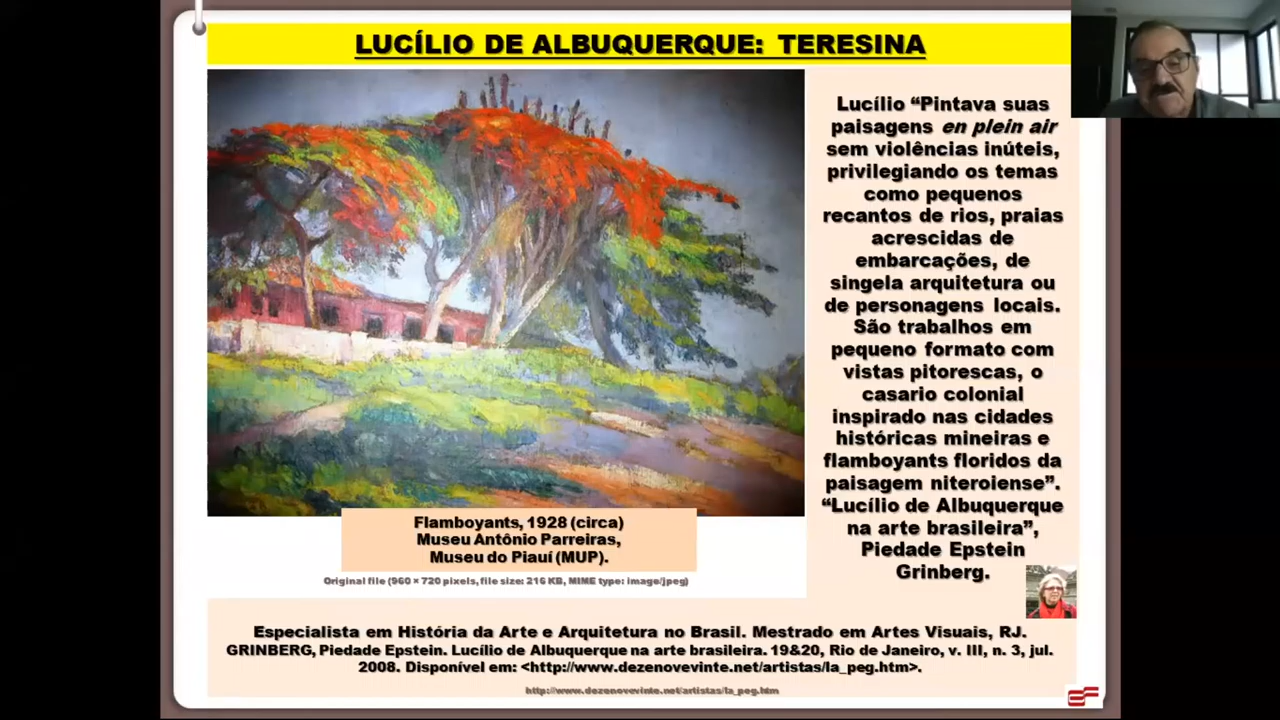 LUCÍLIO DE ALBUQUERQUE: TERESINA
Lucílio “Pintava suas
paisagens en plein air
sem violências inúteis,
privilegiando os temas
como pequenos
recantos de rios, praias
acrescidas de
embarcações, de
singela arquitetura ou
de personagens locais.
São trabalhos em
pequeno formato com
vistas pitorescas, o
casario colonial
inspirado nas cidades
históricas mineiras e
flamboyants floridos da
paisagem niteroiense”.
“Lucílio de Albuquerque
na arte brasileira”,
Piedade Epstein
Grinberg.
Flamboyants, 1928 (circa)
Museu Antônio Parreiras,
Museu do Piauí (MUP).
Original file (960 × 720 pixels, file size: 216 KB, MIME type: image/jpeg)
Especialista em História da Arte e Arquitetura no Brasil. Mestrado em Artes Visuais, RJ.
GRINBERG, Piedade Epstein. Lucílio de Albuquerque na arte brasileira. 19&20, Rio de Janeiro, v. III, n. 3, jul.
2008. Disponível em: <http://www.dezenovevinte.net/artistas/la_peg.htm>.
http://www.dezenovevinte.net/artistas/la_peg.htm